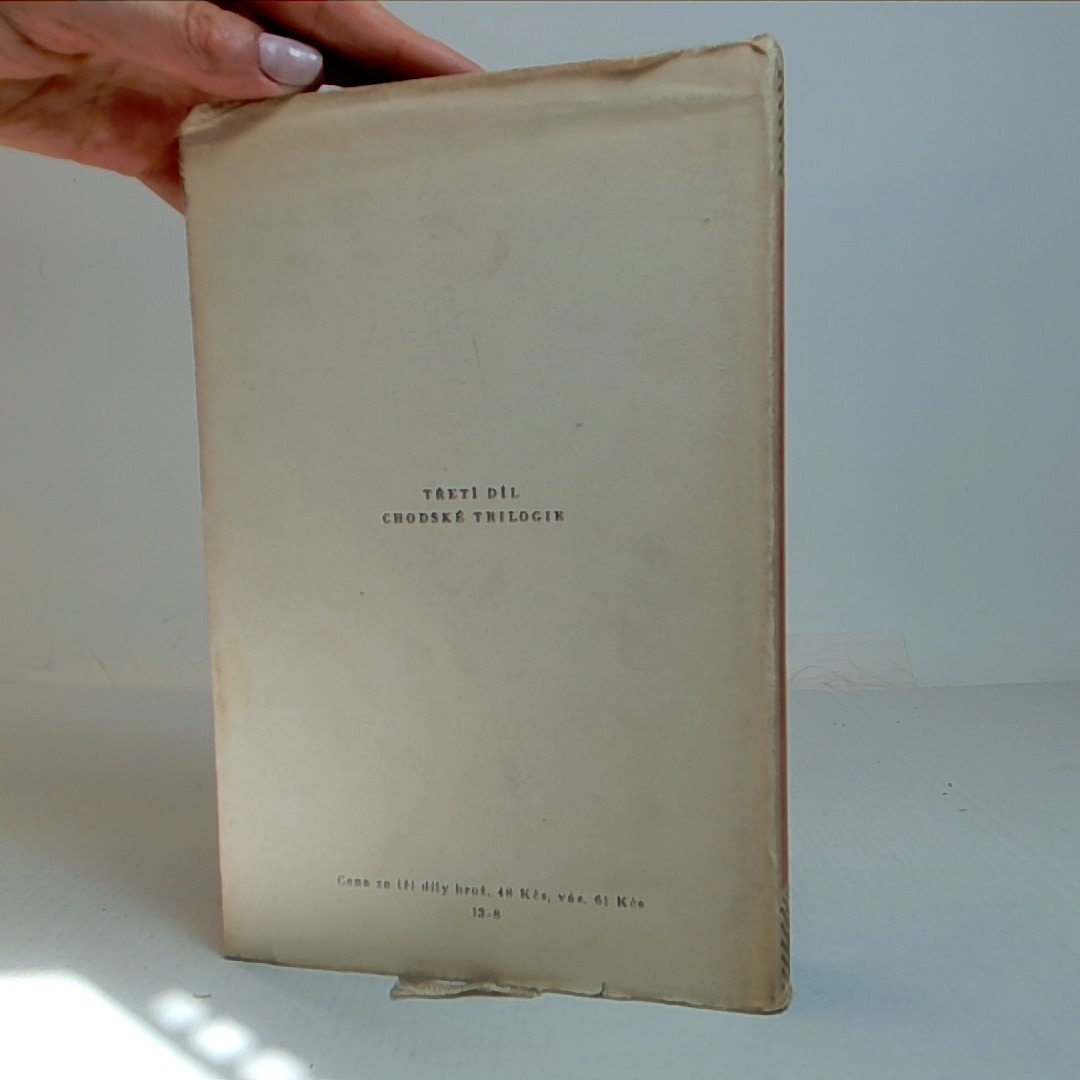 TŘETÍ DÍL
CHODSKÉ TRILOGIE
Cena za tři díly brož. 48 Kčs, váz. 61 Kčs
13-8